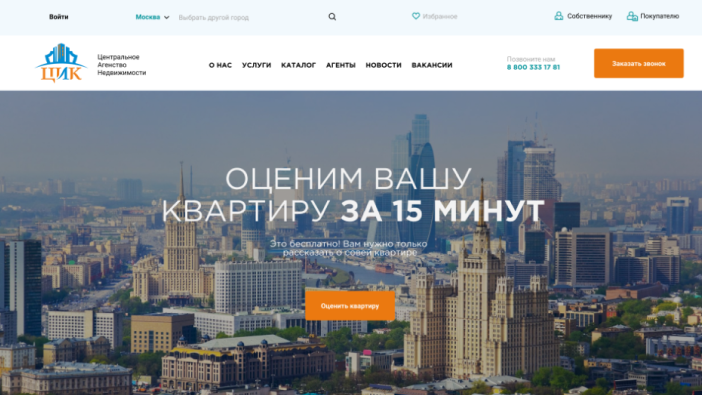 Войти
Москва
Выбрать другой город
Избранное
Собственнику
Покупателю
ЦИК
Центральное
Агенство
Недвижимости
О НАС
УСЛУГИ
КАТАЛОГ
АГЕНТЫ
НОВОСТИ
ВАКАНСИИ
Позвоните нам
8 800 333 17 81
Заказать звонок
ОЦЕНИМ ВАШУ
КВАРТИРУ ЗА 15 МИНУТ
Это бесплатно! Вам нужно только
рассказать о совей квартире
Оценить квартиру